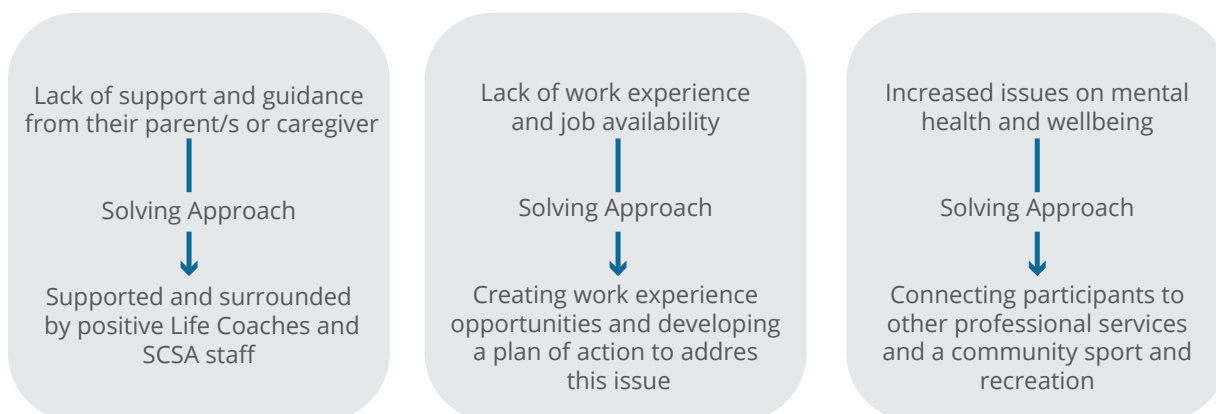 Lack of support and guidance
from their parent/s or caregiver
Solving Approach
Supported and surrounded
by positive Life Coaches and
SCSA staff
Lack of work experience
and job availability
Solving Approach
Creating work experience
opportunities and developing
a plan of action to addres
this issue
Increased issues on mental
health and wellbeing
Solving Approach
Connecting participants to
other professional services
and a community sport and
recreation